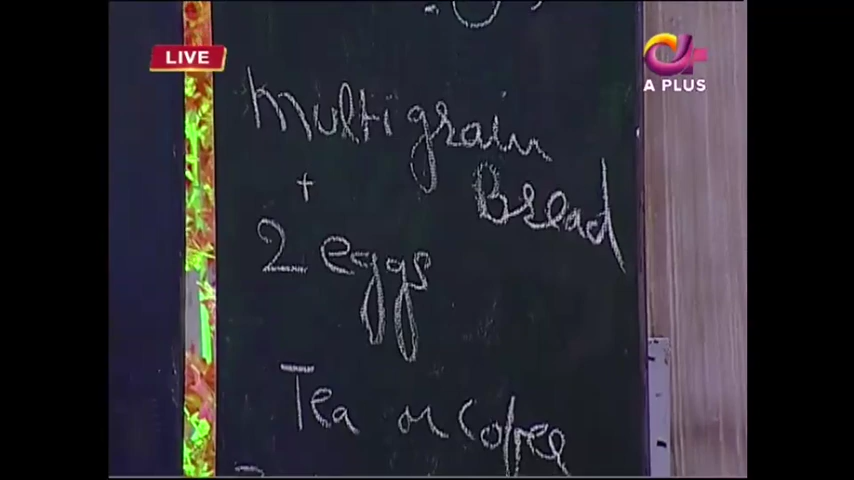 LIVE
A PLUS
Multigrain
Bread
+
2 eggs
Tea or Coffee